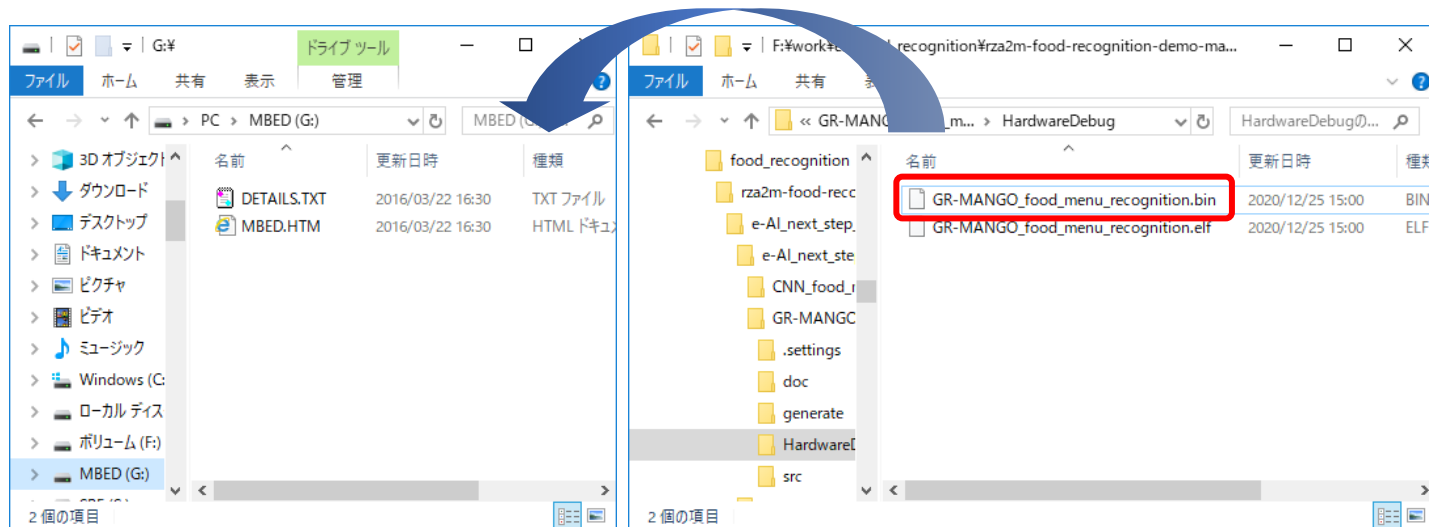 G:¥
ドライブ ツール
ファイル
ホーム
共有
表示
管理
PC > MBED (G:)
MBED (
名前
更新日時
種類
3D オブジェクト
ダウンロード
デスクトップ
ドキュメント
ピクチャ
ビデオ
ミュージック
Windows (C:
ローカル ディス
ボリューム (F:)
MBED (G:)
DETAILS.TXT
2016/03/22 16:30
TXT ファイル
MBED.HTM
2016/03/22 16:30
HTML ドキュ
2 個の項目
F:¥work¥ recognition¥rza2m-food-recognition-demo-ma...
ファイル
ホーム
共有
« GR-MANG m... > HardwareDebug
HardwareDebugの...
名前
更新日時
種類
food_recognition
rza2m-food-reco
e-AI_next_step_
e-AI_next_ste
CNN_food_r
GR-MANGO
.settings
doc
generate
HardwareD
src
GR-MANGO_food_menu_recognition.bin
2020/12/25 15:00
BIN
GR-MANGO_food_menu_recognition.elf
2020/12/25 15:00
ELF
2 個の項目